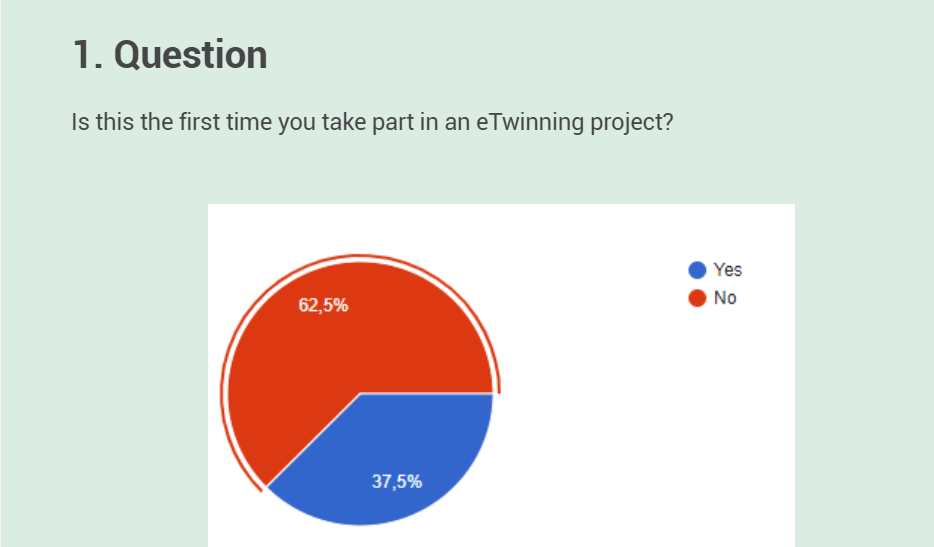 1. Question
Is this the first time you take part in an eTwinning project?
Yes
No
62,5%
37,5%